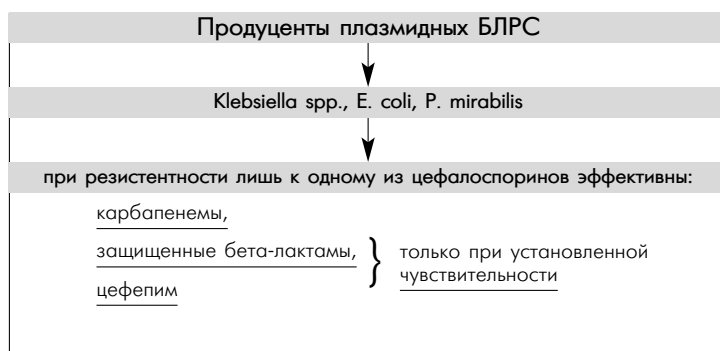 Продуценты плазмидных БЛРС
Klebsiella spp., E. coli, P. mirabilis
при резистентности лишь к одному из цефалоспоринов эффективны:
карбапенемы,
защищенные бета-лактамы,
цефепим
} только при установленной
чувствительности